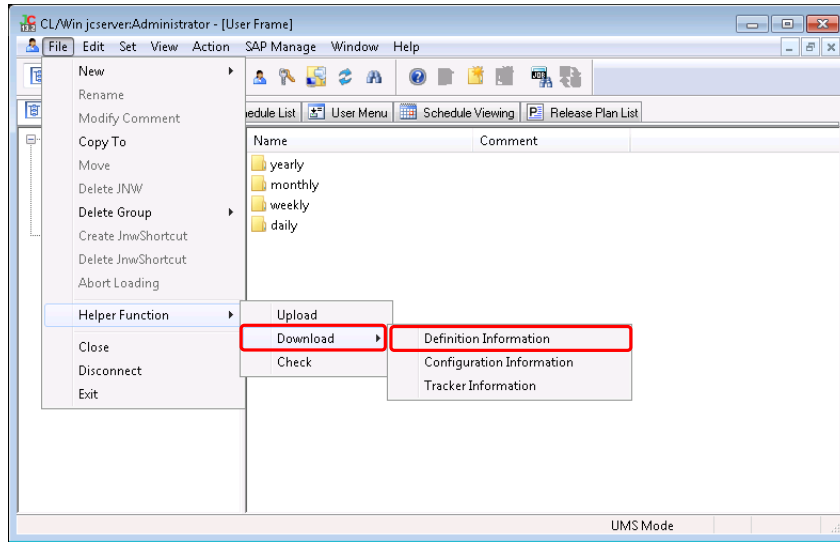 CL/Win jcserver:Administrator - [User Frame]
File Edit Set View Action SAP Manage Window Help
List User Menu Schedule Viewing Release Plan List
New
Rename
Modify Comment
Copy To
Move
Delete JNW
Delete Group
Create JnwShortcut
Delete JnwShortcut
Abort Loading
Helper Function
Close
Disconnect
Exit
Name Comment
yearly
monthly
weekly
daily
Upload
Download
Check
Definition Information
Configuration Information
Tracker Information
UMS Mode